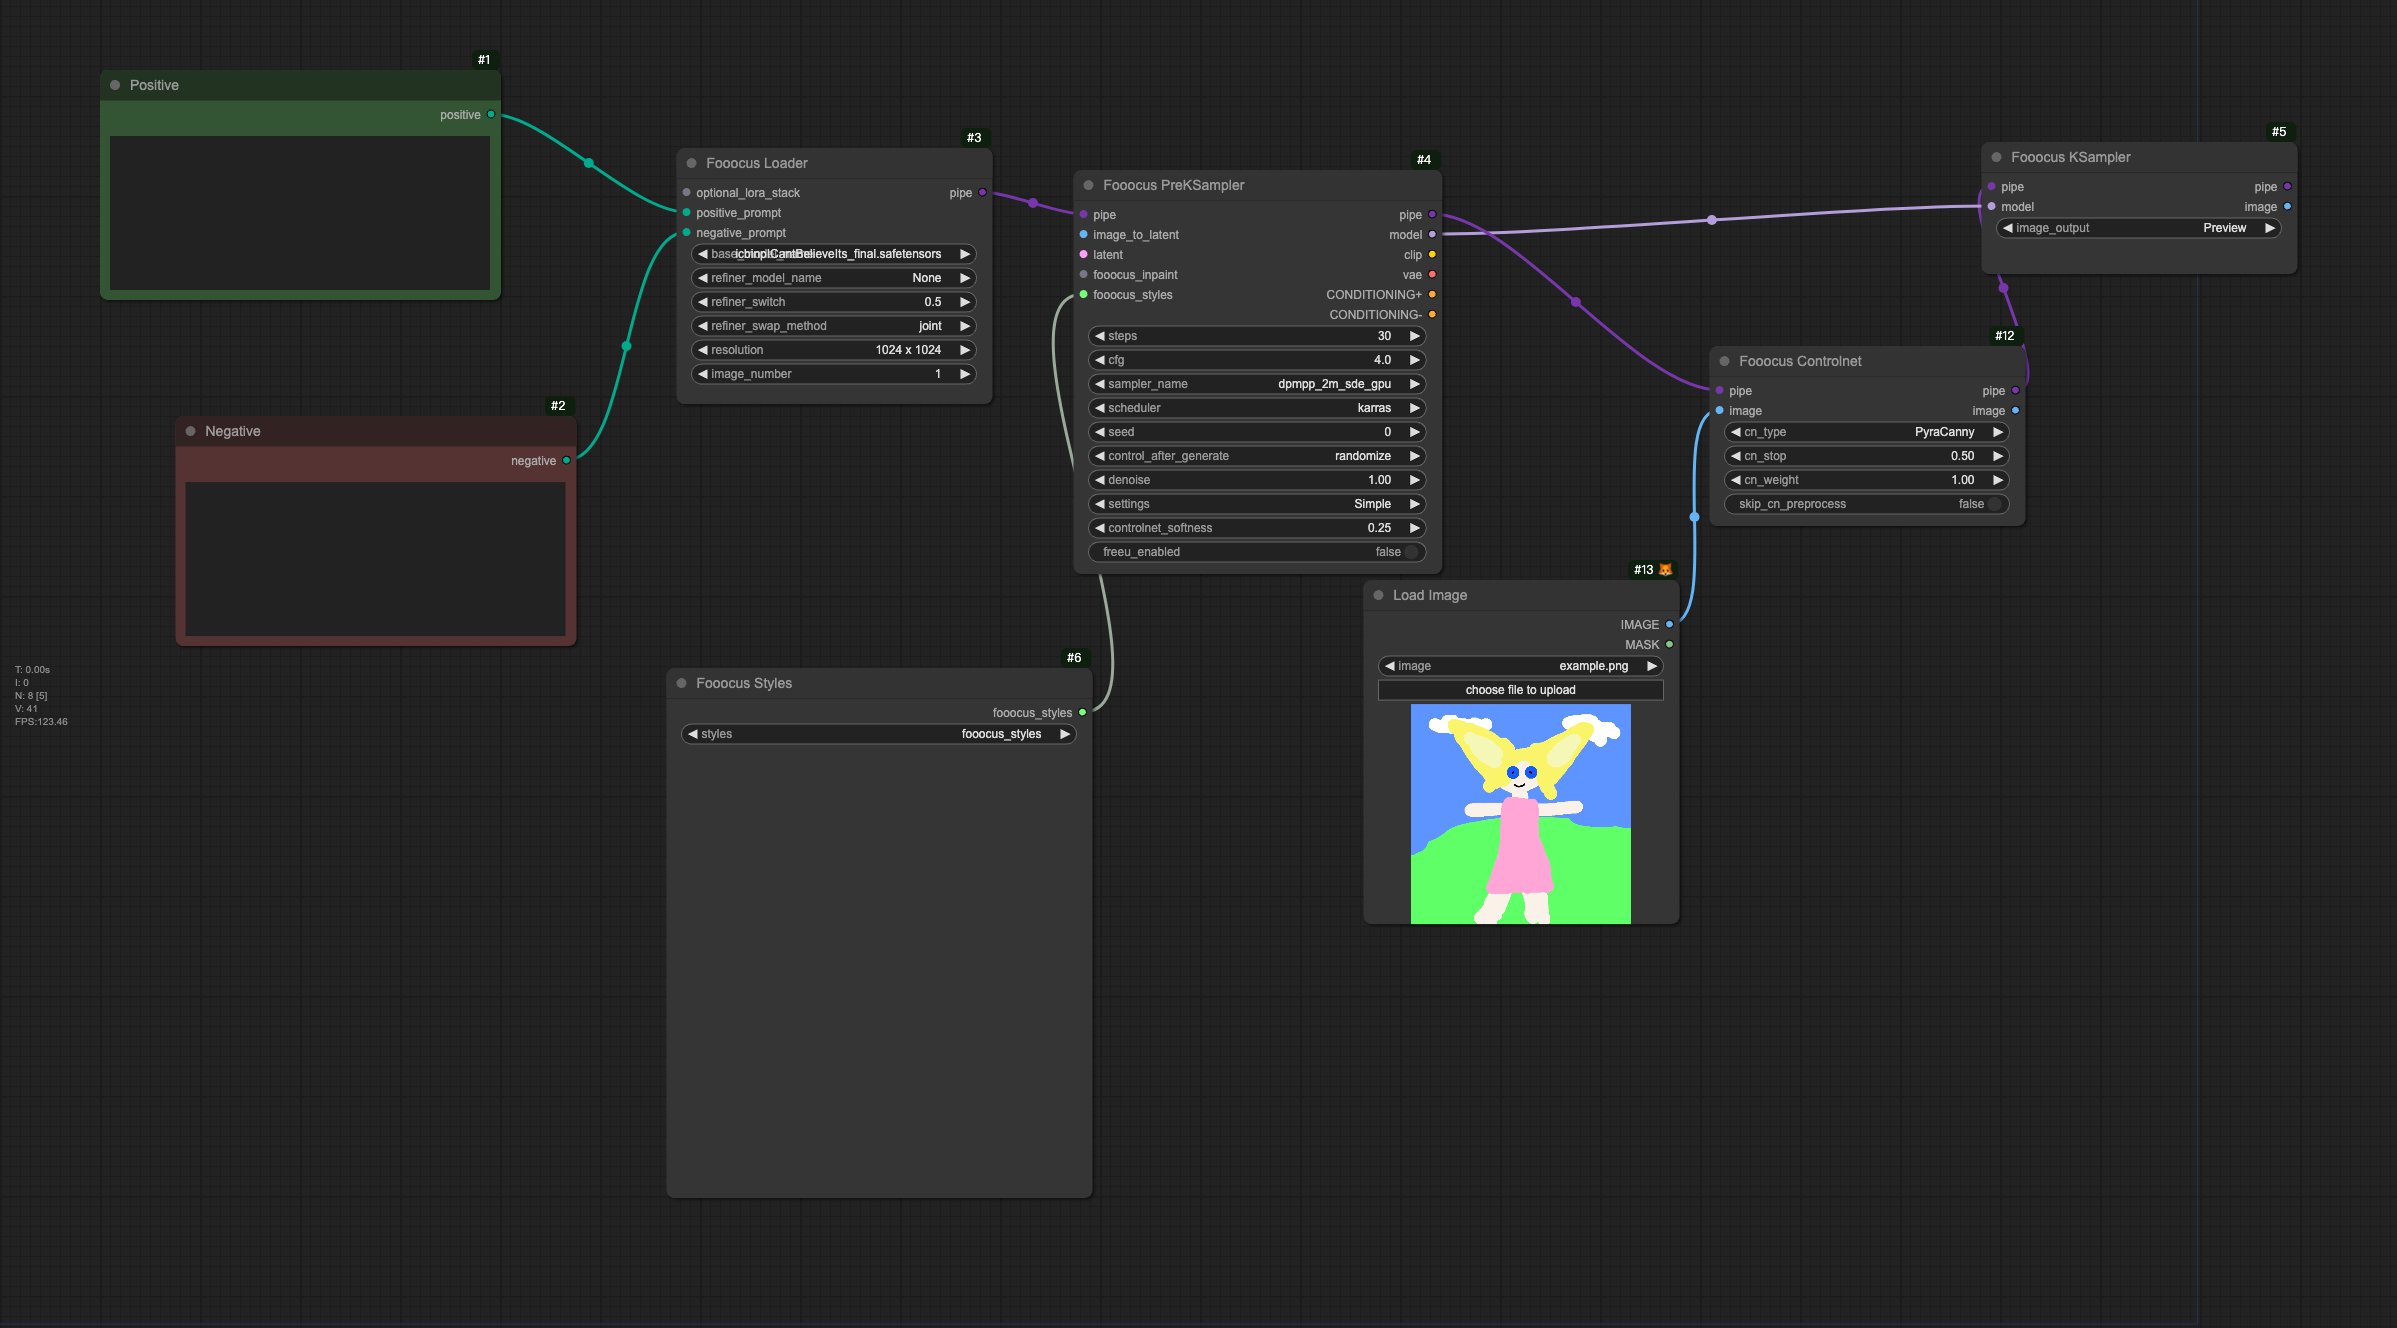 #1
Positive
positive
#2
Negative
negative
T: 0.00s
I: 0
N: 8 [5]
V: 41
FPS:123.46
#3
Fooocus Loader
optional_lora_stack pipe
positive_prompt
negative_prompt
icbinpICantBelieveIts_final.safetensors
refiner_model_name None
refiner_switch 0.5
refiner_swap_method joint
resolution 1024 x 1024
image_number 1
#6
Fooocus Styles
fooocus_styles
styles fooocus_styles
#4
Fooocus PreKSampler
pipe pipe
image_to_latent model
latent clip
fooocus_inpaint vae
fooocus_styles CONDITIONING+
CONDITIONING-
steps 30
cfg 4.0
sampler_name dpmpp_2m_sde_gpu
scheduler karras
seed 0
control_after_generate randomize
denoise 1.00
settings Simple
controlnet_softness 0.25
freeu_enabled false
#13
Load Image
IMAGE
MASK
image example.png
choose file to upload
#12
Fooocus Controlnet
pipe pipe
image image
cn_type PyraCanny
cn_stop 0.50
cn_weight 1.00
skip_cn_preprocess false
#5
Fooocus KSampler
pipe pipe
model image
image_output Preview